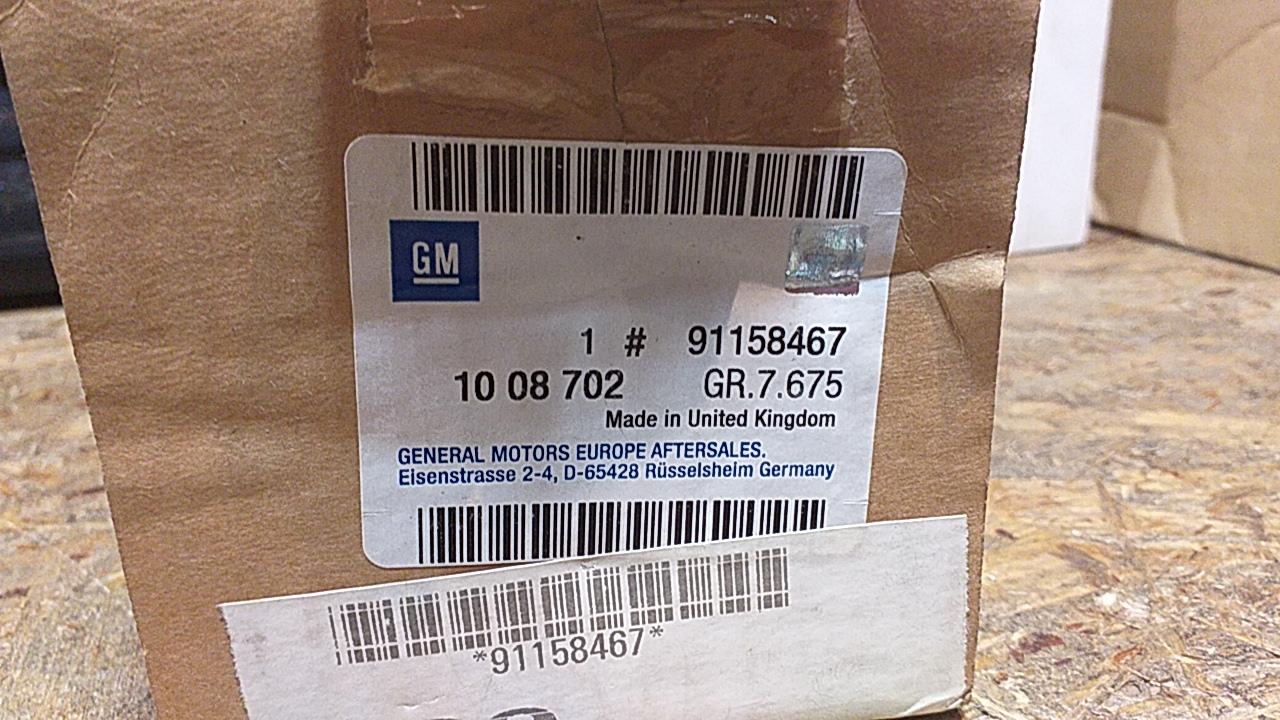 GM
1 # 91158467
10 08 702 GR.7.675
Made in United Kingdom
GENERAL MOTORS EUROPE AFTERSALES.
Eisenstrasse 2-4, D-65428 Rüsselsheim Germany
*91158467*